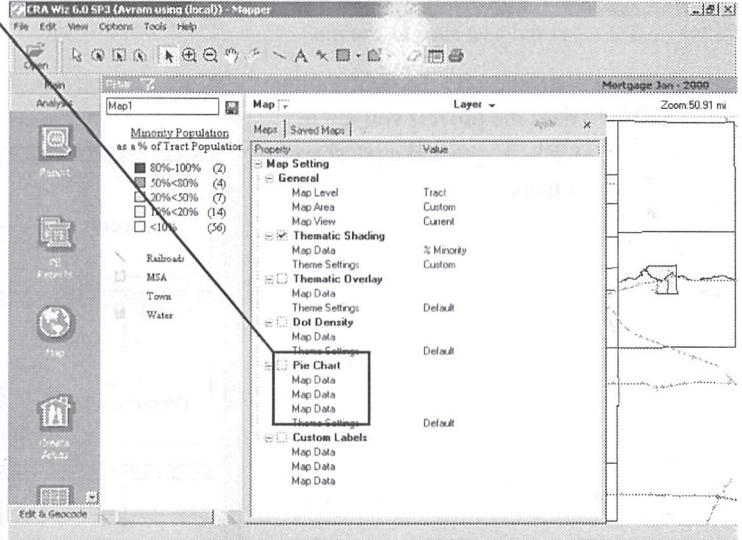 CRA Wiz 6.0 SP3 (Avrom using (local)) - Mapper
File Edit View Options Tools Help
Open
Main
Filter
Mortgage Jan - 2000
Analysis
Map1
Map
Layer
Zoom:50.91 mi
Maps
Saved Maps
Apply
Minority Population
as a % of Tract Population
80%-100% (2)
50%<80% (4)
20%<50% (7)
10%<20% (14)
<10% (56)
Railroads
MSA
Town
Water
Report
Map
Create
Edit & Geocode
Property Value
Map Setting
General
Map Level Tract
Map Area Custom
Map View Current
Thematic Shading
Map Data % Minority
Theme Settings Custom
Thematic Overlay
Map Data
Theme Settings Default
Dot Density
Map Data
Theme Settings Default
Pie Chart
Map Data
Map Data
Map Data
Theme Settings Default
Custom Labels
Map Data
Map Data
Map Data